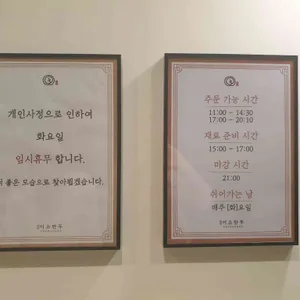 개인사정으로 인하여
화요일
임시휴무 합니다.
좋은 모습으로 찾아뵙겠습니다.
주문 가능 시간
11:00 ~ 14:30
17:00 ~ 20:10
재료 준비 시간
15:00 ~ 17:00
마감 시간
21:00
쉬어가는 날
매주 [화]요일